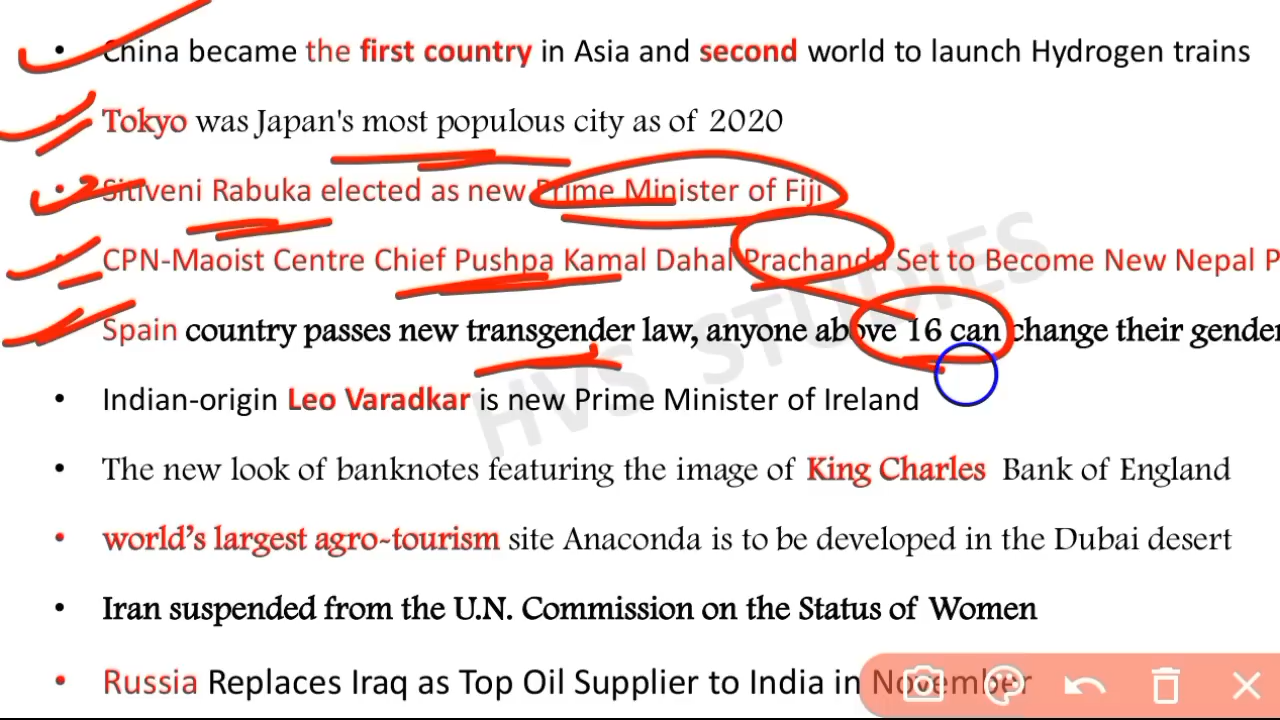 China became the first country in Asia and second world to launch Hydrogen trains
Tokyo was Japan's most populous city as of 2020
Sitiveni Rabuka elected as new Prime Minister of Fiji
CPN-Maoist Centre Chief Pushpa Kamal Dahal Prachanda Set to Become New Nepal P
Spain country passes new transgender law, anyone above 16 can change their gender
Indian-origin Leo Varadkar is new Prime Minister of Ireland
The new look of banknotes featuring the image of King Charles Bank of England
world's largest agro-tourism site Anaconda is to be developed in the Dubai desert
Iran suspended from the U.N. Commission on the Status of Women
Russia Replaces Iraq as Top Oil Supplier to India in November
HVS STUDIES